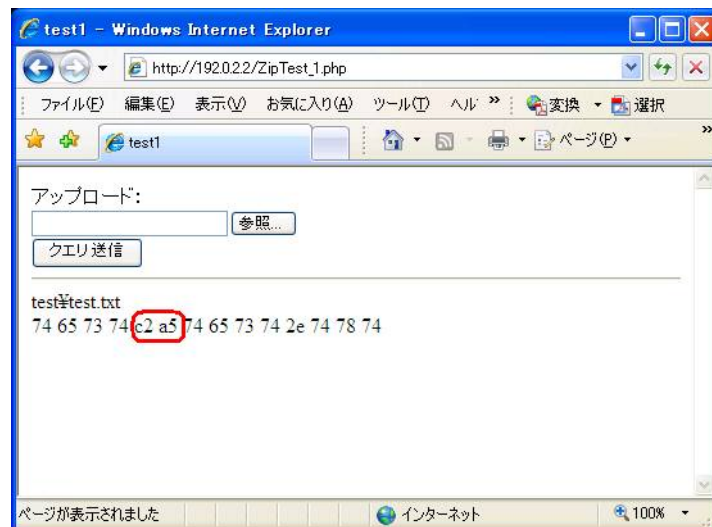 test1 - Windows Internet Explorer
http://192.0.2.2/ZipTest_1.php
ファイル(F) 編集(E) 表示(V) お気に入り(A) ツール(T) ヘル » 変換 選択
test1 ページ(P) »
アップロード:
参照...
クエリ送信
test¥test.txt
74 65 73 74 c2 a5 74 65 73 74 2e 74 78 74
ページが表示されました インターネット 100%